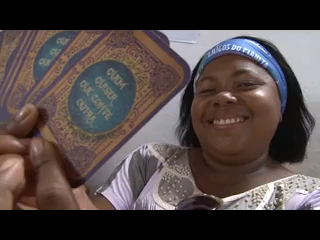 QUEM
QUISER
QUE CONTE
OUTRA
AMIGOS DO PLANETA